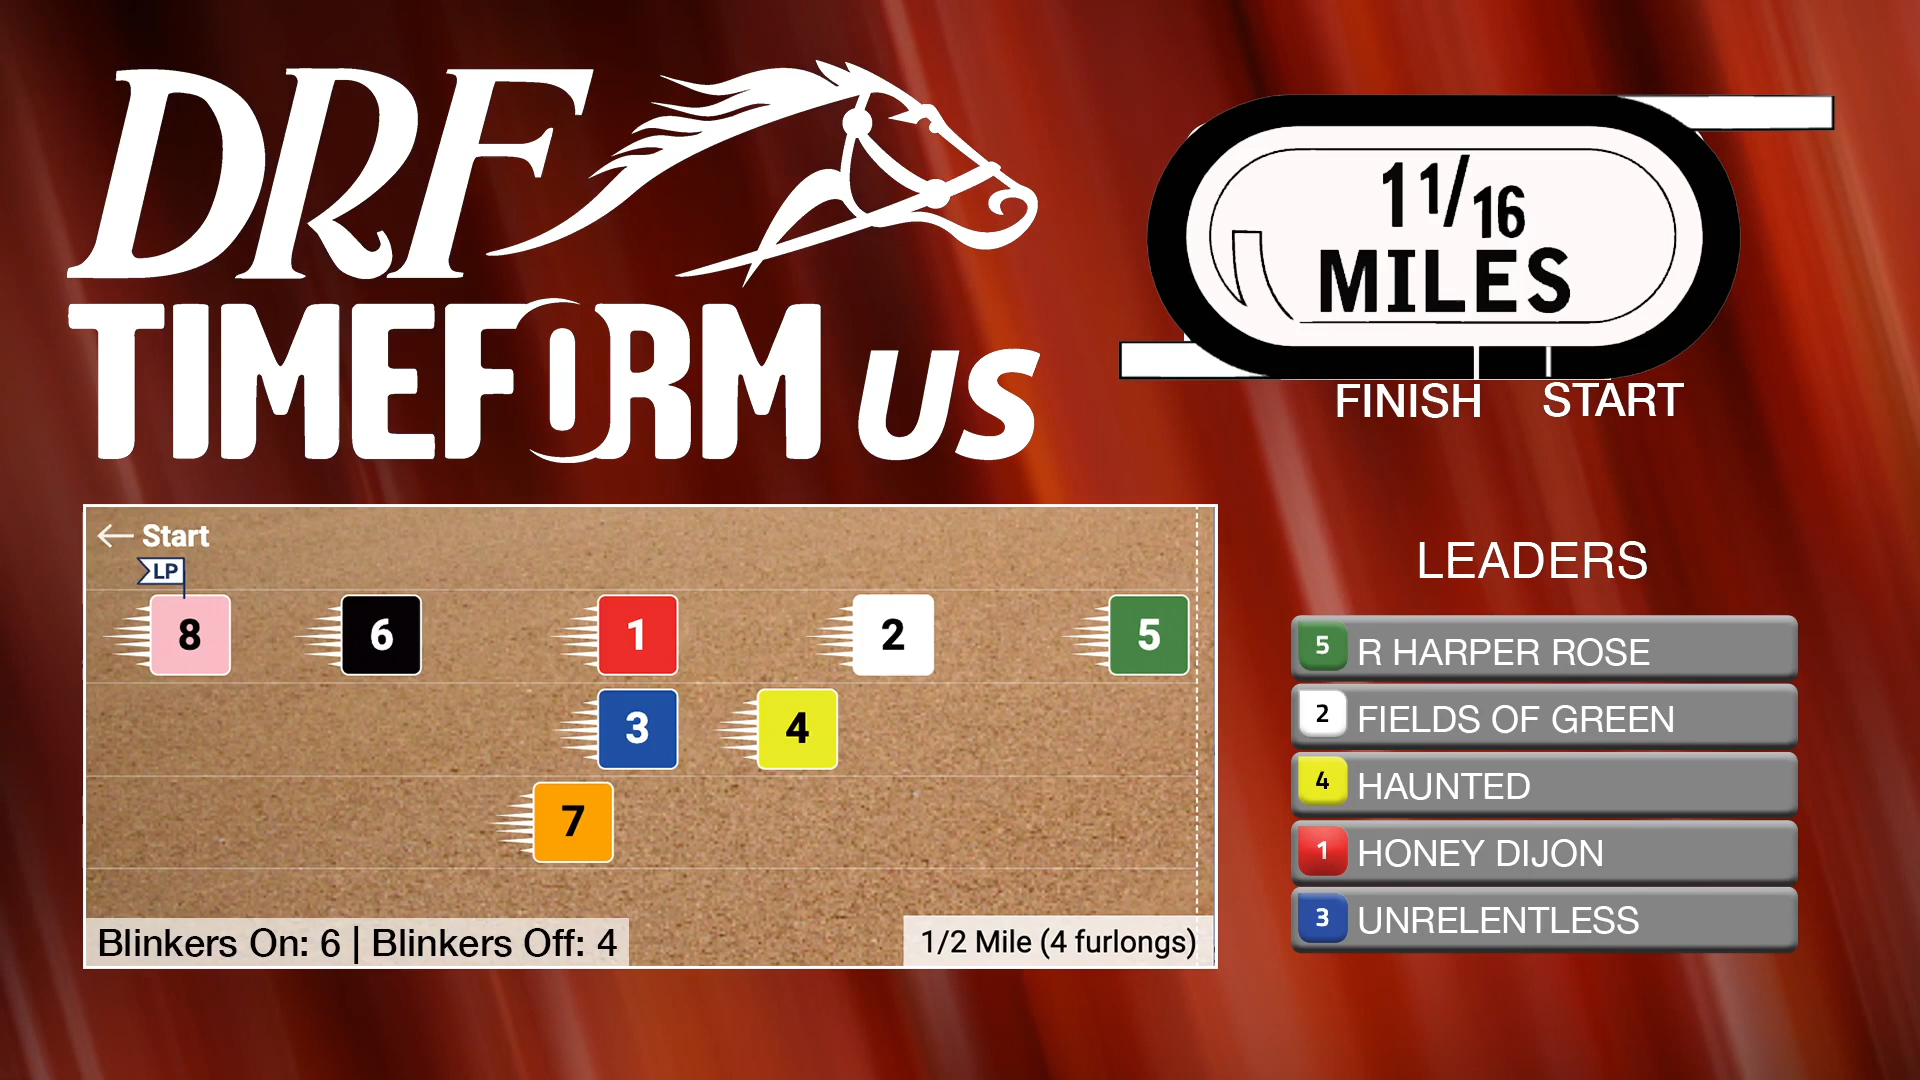 DRF
TIMEFORM US
1 1/16
MILES
FINISH START
← Start
LP
8 6 1 2 5
3 4
7
Blinkers On: 6 | Blinkers Off: 4
1/2 Mile (4 furlongs)
LEADERS
5 R HARPER ROSE
2 FIELDS OF GREEN
4 HAUNTED
1 HONEY DIJON
3 UNRELENTLESS